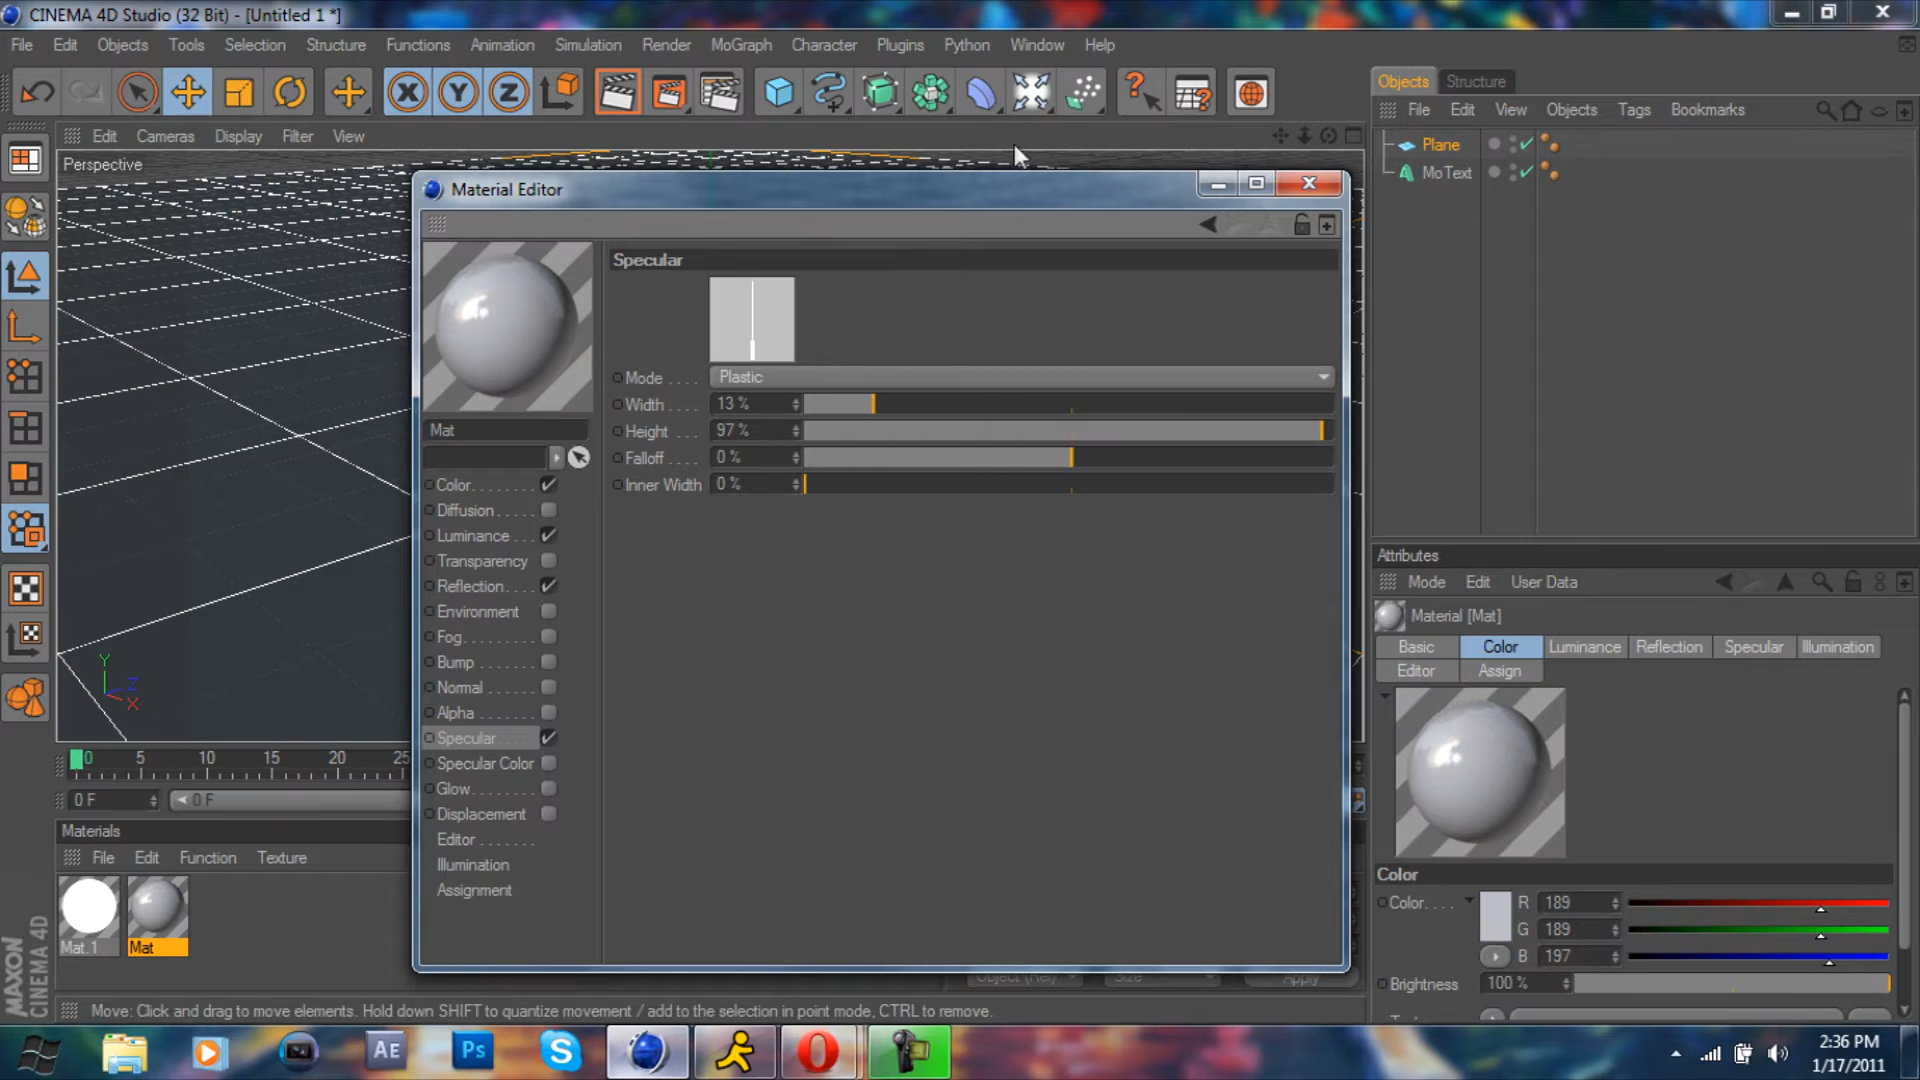 CINEMA 4D Studio (32 Bit) - [Untitled 1 *]
File Edit Objects Tools Selection Structure Functions Animation Simulation Render MoGraph Character Plugins Python Window Help
X Y Z
Objects Structure
File Edit View Objects Tags Bookmarks
Edit Cameras Display Filter View
Perspective
Plane
MoText
Material Editor
Specular
Mode . . . . Plastic
Width . . . . 13 %
Height . . . 97 %
Falloff . . . . 0 %
Inner Width 0 %
Mat
Color. . . . . . . .
Diffusion . . . . .
Luminance . . .
Transparency
Reflection. . . .
Environment
Fog. . . . . . . . .
Bump . . . . . . .
Normal . . . . . .
Alpha . . . . . . .
Specular. . . . .
Specular Color
Glow. . . . . . . .
Displacement
Editor . . . . . . .
Illumination
Assignment
Y
Z
X
0 5 10 15 20 25
0 F 0 F
Materials
File Edit Function Texture
Mat.1 Mat
MAXON
CINEMA 4D
Attributes
Mode Edit User Data
Material [Mat]
Basic Color Luminance Reflection Specular Illumination
Editor Assign
Color
Color. . . . R 189
G 189
B 197
Brightness 100 %
Object (Rel) Size Apply
Move: Click and drag to move elements. Hold down SHIFT to quantize movement / add to the selection in point mode, CTRL to remove.
AE Ps S
2:36 PM
1/17/2011